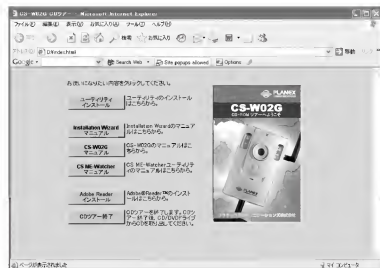 CS-W02G CDツアー - Microsoft Internet Explorer
ファイル(F) 編集(E) 表示(V) お気に入り(A) ツール(T) ヘルプ(H)
戻る 検索 お気に入り
アドレス(D) D:¥index.html 移動
Google Search Web Site popups allowed Options
お使いになりたい内容をクリックしてください。
ユーティリティ インストール
ユーティリティのインストールはこちらから。
Installation Wizard マニュアル
Installation Wizardのマニュアルはこちらから。
CS-W02G マニュアル
CS-W02Gのマニュアルはこちらから。
CS ME-Watcher マニュアル
CS ME-Watcherユーティリティのマニュアルはこちらから。
Adobe Reader インストール
Adobe®Reader™のインストールはこちらから。
CDツアー終了
CDツアーを終了します。CDツアー終了後、CD/DVDドライブからCDを取り出してください。
PLANEX
CS-W02G
CD-ROMツアーへようこそ
ページが表示されました
マイ コンピュータ